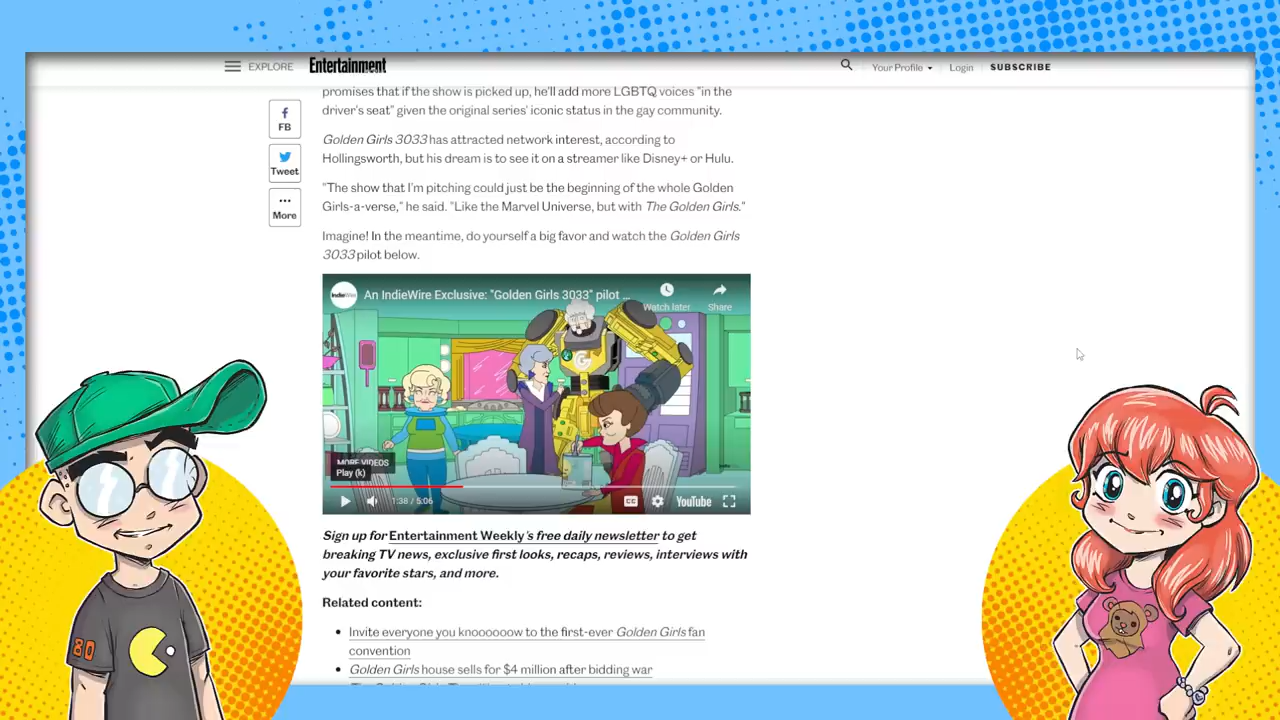 EXPLORE Entertainment Your Profile Login SUBSCRIBE
promises that if the show is picked up, he'll add more LGBTQ voices "in the
driver's seat" given the original series' iconic status in the gay community.
FB
Golden Girls 3033 has attracted network interest, according to
Hollingsworth, but his dream is to see it on a streamer like Disney+ or Hulu.
Tweet
"The show that I'm pitching could just be the beginning of the whole Golden
Girls-a-verse," he said. "Like the Marvel Universe, but with The Golden Girls."
More
Imagine! In the meantime, do yourself a big favor and watch the Golden Girls
3033 pilot below.
IndieWire An IndieWire Exclusive: "Golden Girls 3033" pilot ...
Watch later Share
G
MORE VIDEOS
Play (k)
1:38 / 5:06 CC YouTube
Sign up for Entertainment Weekly's free daily newsletter to get
breaking TV news, exclusive first looks, recaps, reviews, interviews with
your favorite stars, and more.
Related content:
Invite everyone you knooooooow to the first-ever Golden Girls fan
convention
Golden Girls house sells for $4 million after bidding war
80